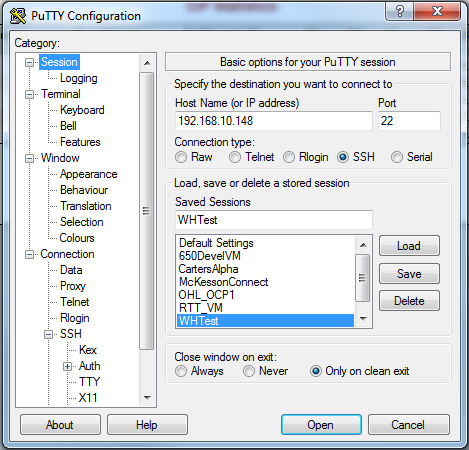 PuTTY Configuration
Category:
Session
Logging
Terminal
Keyboard
Bell
Features
Window
Appearance
Behaviour
Translation
Selection
Colours
Connection
Data
Proxy
Telnet
Rlogin
SSH
Kex
Auth
TTY
X11
Basic options for your PuTTY session
Specify the destination you want to connect to
Host Name (or IP address) Port
192.168.10.148 22
Connection type:
Raw Telnet Rlogin SSH Serial
Load, save or delete a stored session
Saved Sessions
WHTest
Default Settings
650DevelVM
CartersAlpha
McKessonConnect
OHL_OCP1
RTT_VM
WHTest
Load
Save
Delete
Close window on exit:
Always Never Only on clean exit
About Help Open Cancel